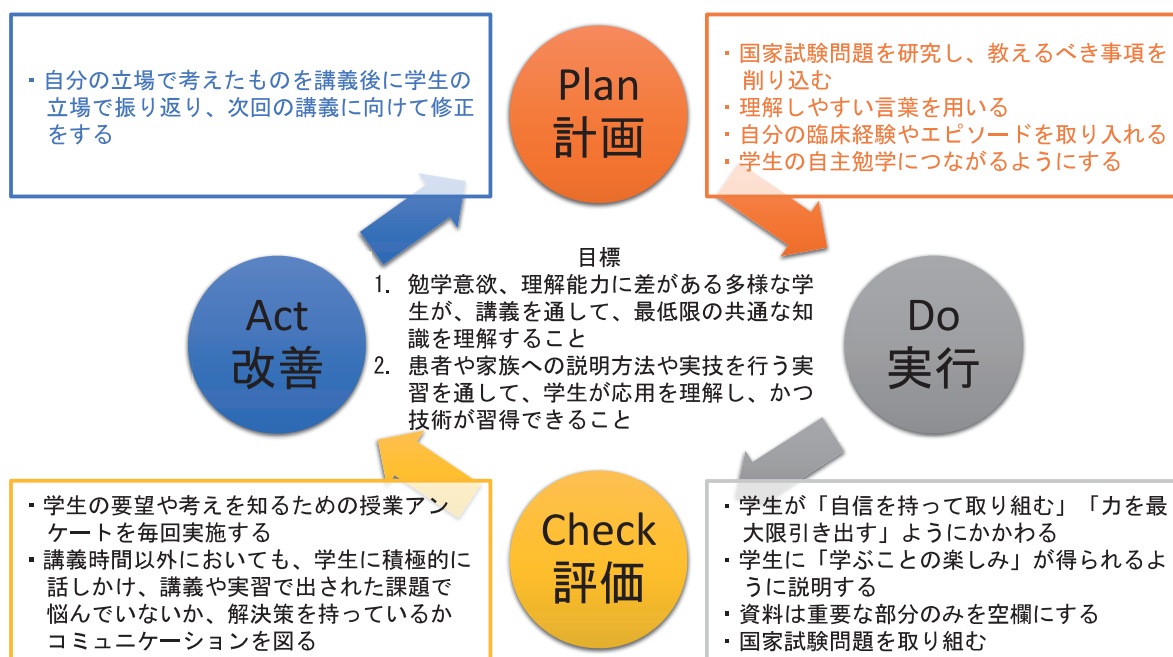 Plan
計画
・国家試験問題を研究し、教えるべき事項を
削り込む
・理解しやすい言葉を用いる
・自分の臨床経験やエピソードを取り入れる
・学生の自主勉学につながるようにする
Do
実行
・学生が「自信を持って取り組む」「力を最
大限引き出す」ようにかかわる
・学生に「学ぶことの楽しみ」が得られるよ
うに説明する
・資料は重要な部分のみを空欄にする
・国家試験問題を取り組む
Check
評価
・学生の要望や考えを知るための授業アン
ケートを毎回実施する
・講義時間以外においても、学生に積極的に
話しかけ、講義や実習で出された課題で
悩んでいないか、解決策を持っているか
コミュニケーションを図る
Act
改善
・自分の立場で考えたものを講義後に学生の
立場で振り返り、次回の講義に向けて修正
をする
目標
1. 勉学意欲、理解能力に差がある多様な学
生が、講義を通して、最低限の共通な知
識を理解すること
2. 患者や家族への説明方法や実技を行う実
習を通して、学生が応用を理解し、かつ
技術が習得できること